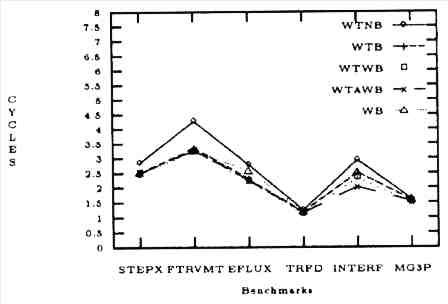 8
7.5
7
6.5
6
5.5
5
4.5
4
3.5
3
2.5
2
1.5
1
0.5
0
CYCLES
WTNB
WTB
WTWB
WTAWB
WB
STEPX FTRVMT EFLUX TRFD INTERF MG3P
Benchmarks